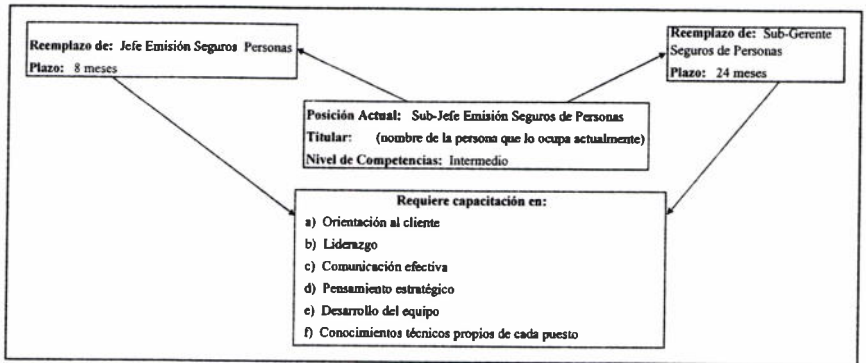 Reemplazo de: Jefe Emisión Seguros Personas
Plazo: 8 meses
Reemplazo de: Sub-Gerente
Seguros de Personas
Plazo: 24 meses
Posición Actual: Sub-Jefe Emisión Seguros de Personas
Titular: (nombre de la persona que lo ocupa actualmente)
Nivel de Competencias: Intermedio
Requiere capacitación en:
a) Orientación al cliente
b) Liderazgo
c) Comunicación efectiva
d) Pensamiento estratégico
e) Desarrollo del equipo
f) Conocimientos técnicos propios de cada puesto